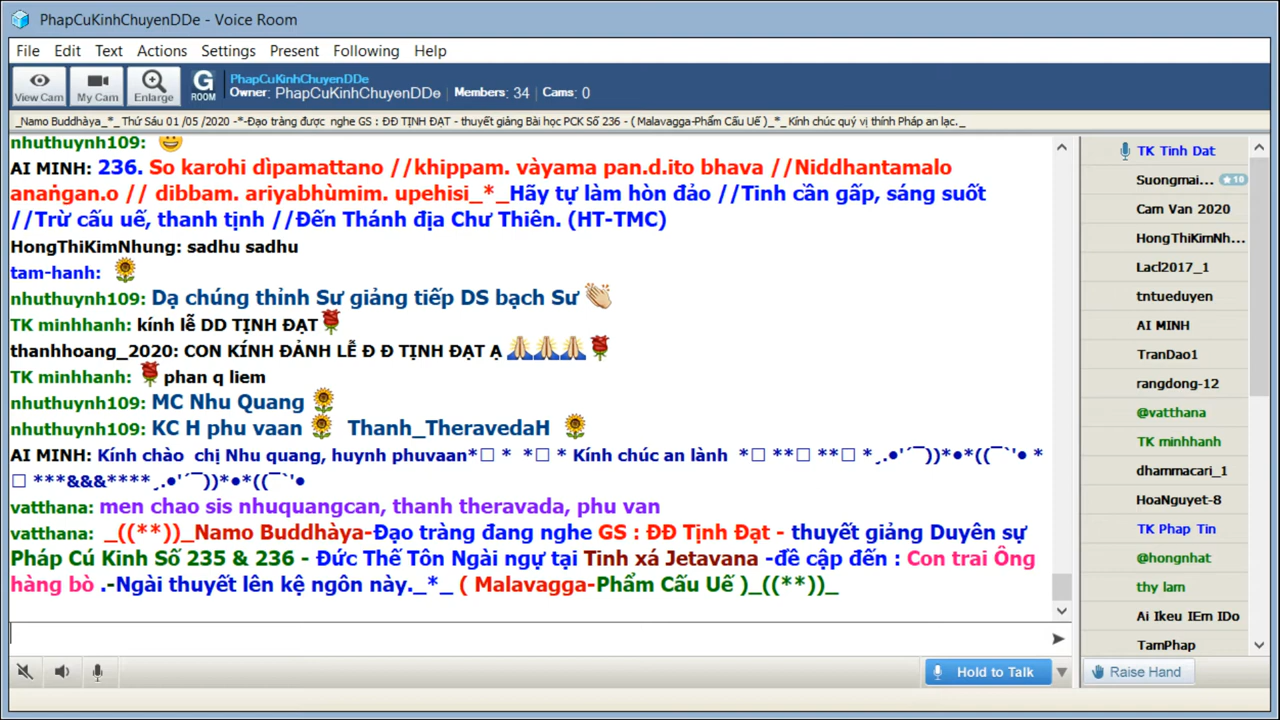 PhapCuKinhChuyenDDe - Voice Room
File Edit Text Actions Settings Present Following Help
View Cam My Cam Enlarge G ROOM
PhapCuKinhChuyenDDe
Owner: PhapCuKinhChuyenDDe Members: 34 Cams: 0
_Namo Buddhàya_*_ Thứ Sáu 01 /05 /2020 -*-Đạo tràng được nghe GS : ĐĐ TỊNH ĐẠT - thuyết giảng Bài học PCK Số 236 - ( Malavagga-Phẩm Cấu Uế )_*_ Kính chúc quý vị thính Pháp an lạc._
nhuthuynh109:
AI MINH: 236. So karohi dìpamattano //khippam. vàyama pan.d.ito bhava //Niddhantamalo
anaṅgan.o // dibbam. ariyabhùmim. upehisi_*_Hãy tự làm hòn đảo //Tinh cần gấp, sáng suốt
//Trừ cấu uế, thanh tịnh //Đến Thánh địa Chư Thiên. (HT-TMC)
HongThiKimNhung: sadhu sadhu
tam-hanh:
nhuthuynh109: Dạ chúng thỉnh Sư giảng tiếp DS bạch Sư
TK minhhanh: kính lễ DD TỊNH ĐẠT
thanhhoang_2020: CON KÍNH ĐẢNH LỄ Đ Đ TỊNH ĐẠT Ạ
TK minhhanh: phan q liem
nhuthuynh109: MC Nhu Quang
nhuthuynh109: KC H phu vaan Thanh_TheravedaH
AI MINH: Kính chào chị Nhu quang, huynh phuvaan*□ * *□ * Kính chúc an lành *□ **□ **□ *¸.•'´¯))*•*((¯`'• *
□ ***&&&****¸.•'´¯))*•*((¯`'•
vatthana: men chao sis nhuquangcan, thanh theravada, phu van
vatthana: _((**))_Namo Buddhàya-Đạo tràng đang nghe GS : ĐĐ Tịnh Đạt - thuyết giảng Duyên sự
Pháp Cú Kinh Số 235 & 236 - Đức Thế Tôn Ngài ngự tại Tinh xá Jetavana -đề cập đến : Con trai Ông
hàng bò .-Ngài thuyết lên kệ ngôn này._*_ ( Malavagga-Phẩm Cấu Uế )_((**))_
Hold to Talk
TK Tinh Dat
Suongmai... ★10
Cam Van 2020
HongThiKimNh...
Lacl2017_1
tntueduyen
AI MINH
TranDao1
rangdong-12
@vatthana
TK minhhanh
dhammacari_1
HoaNguyet-8
TK Phap Tin
@hongnhat
thy lam
Ai Ikeu IEm IDo
TamPhap
Raise Hand